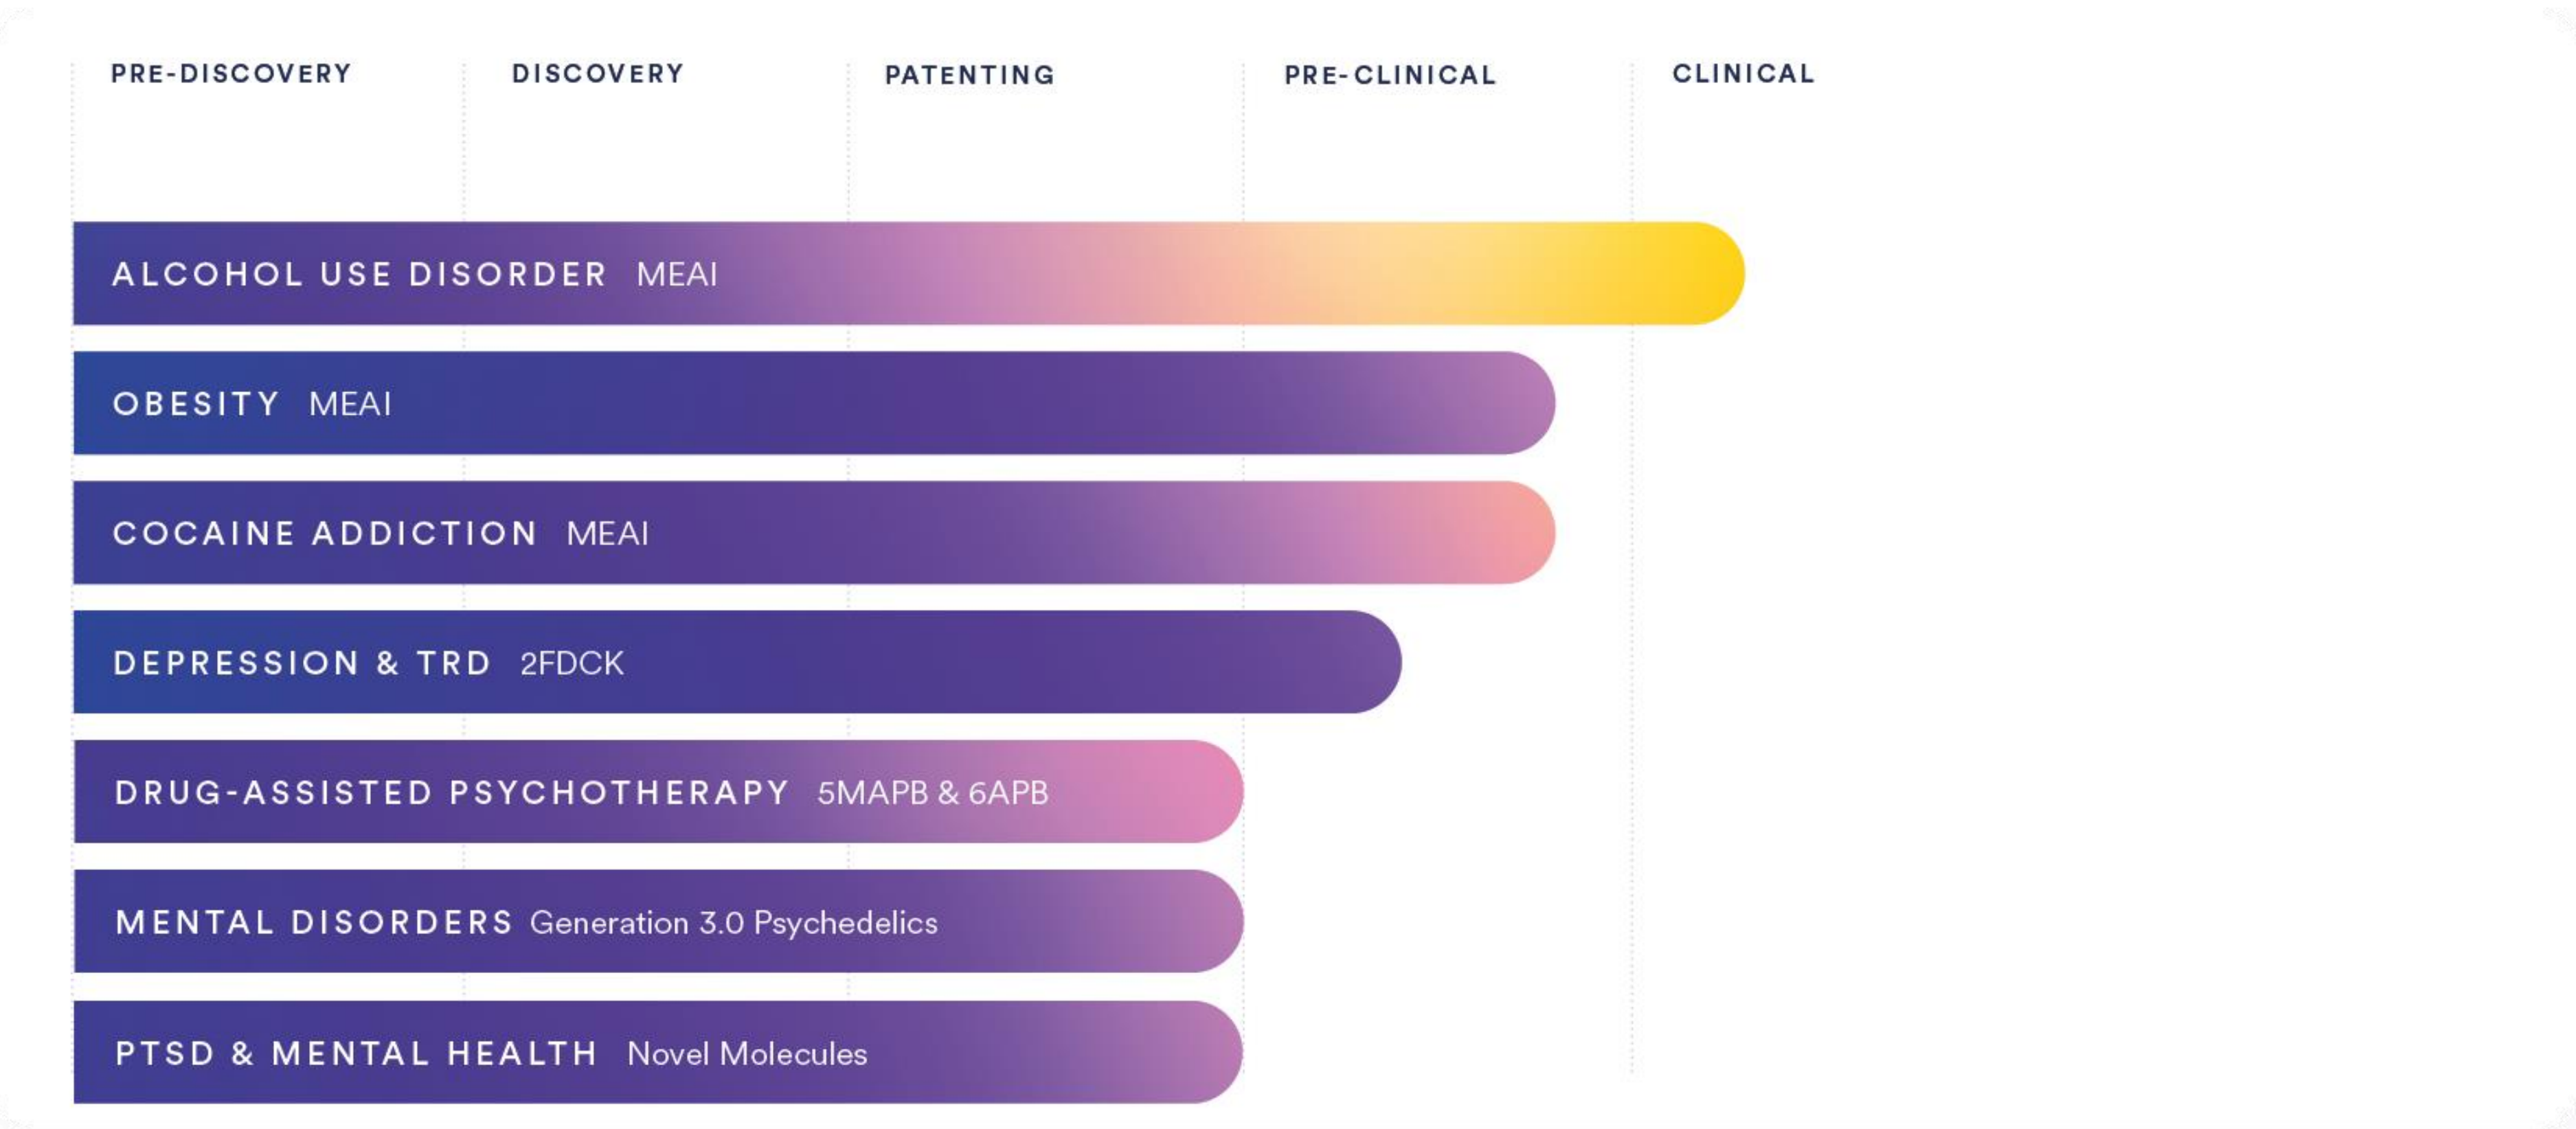 PRE-DISCOVERY DISCOVERY PATENTING PRE-CLINICAL CLINICAL
ALCOHOL USE DISORDER MEAI
OBESITY MEAI
COCAINE ADDICTION MEAI
DEPRESSION & TRD 2FDCK
DRUG-ASSISTED PSYCHOTHERAPY 5MAPB & 6APB
MENTAL DISORDERS Generation 3.0 Psychedelics
PTSD & MENTAL HEALTH Novel Molecules